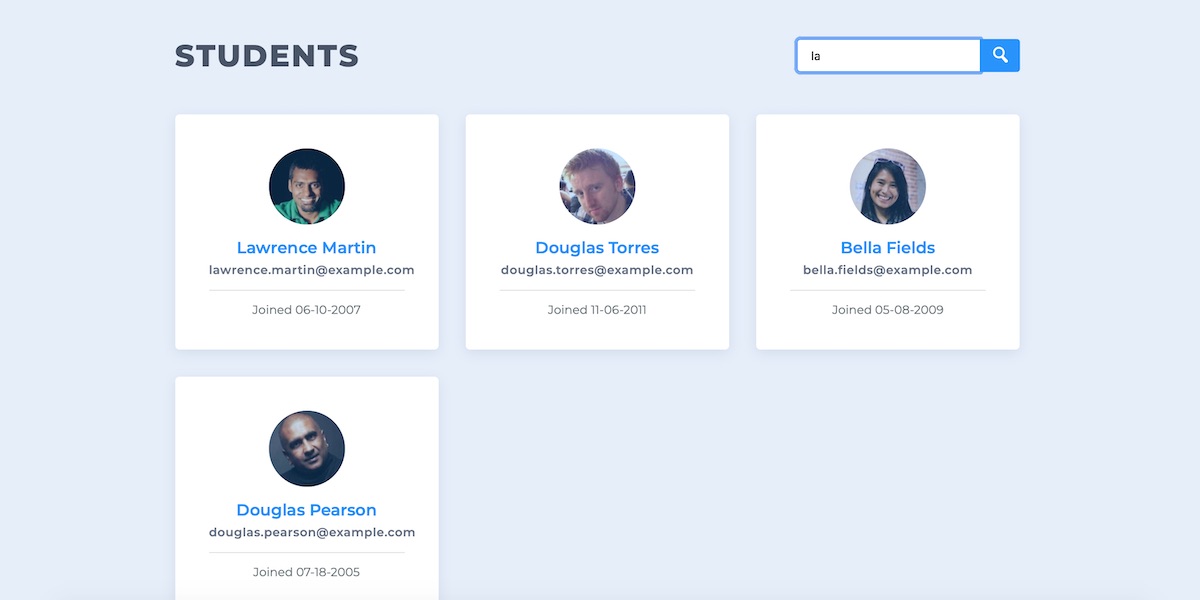 STUDENTS
la
Lawrence Martin
lawrence.martin@example.com
Joined 06-10-2007
Douglas Torres
douglas.torres@example.com
Joined 11-06-2011
Bella Fields
bella.fields@example.com
Joined 05-08-2009
Douglas Pearson
douglas.pearson@example.com
Joined 07-18-2005